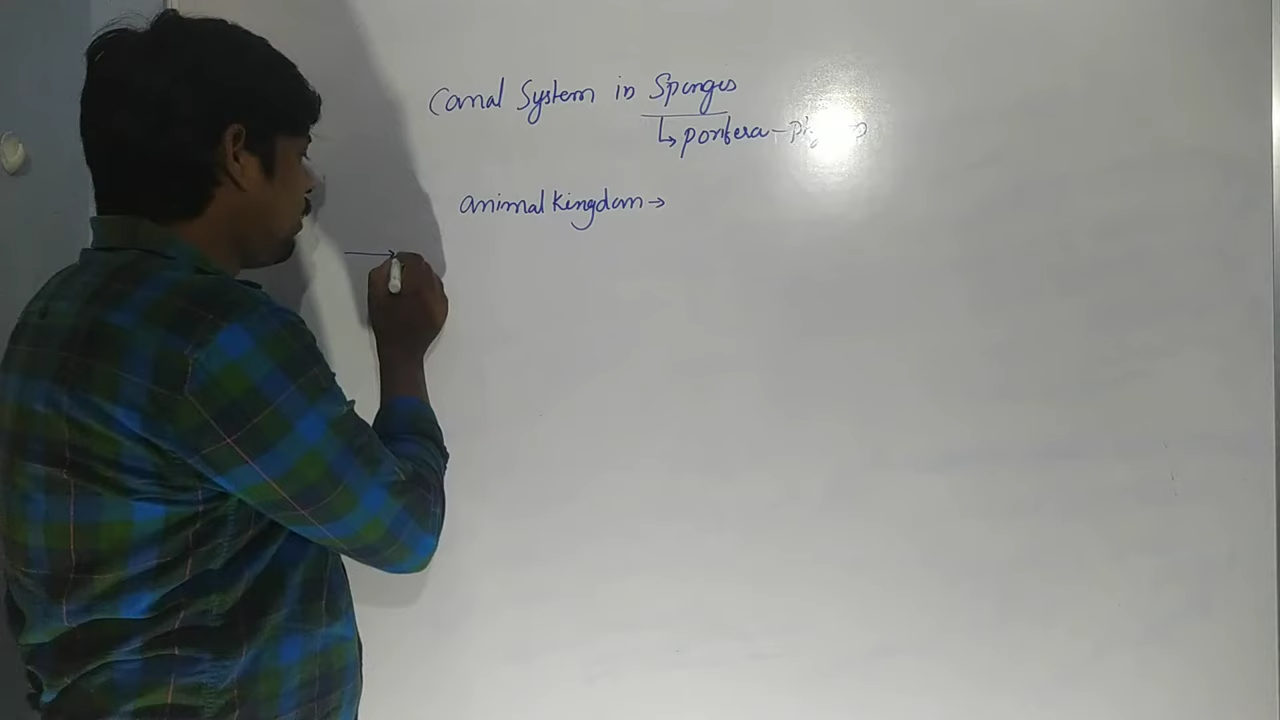 Canal System in Sponges
↳ porifera -
animal kingdom →
→